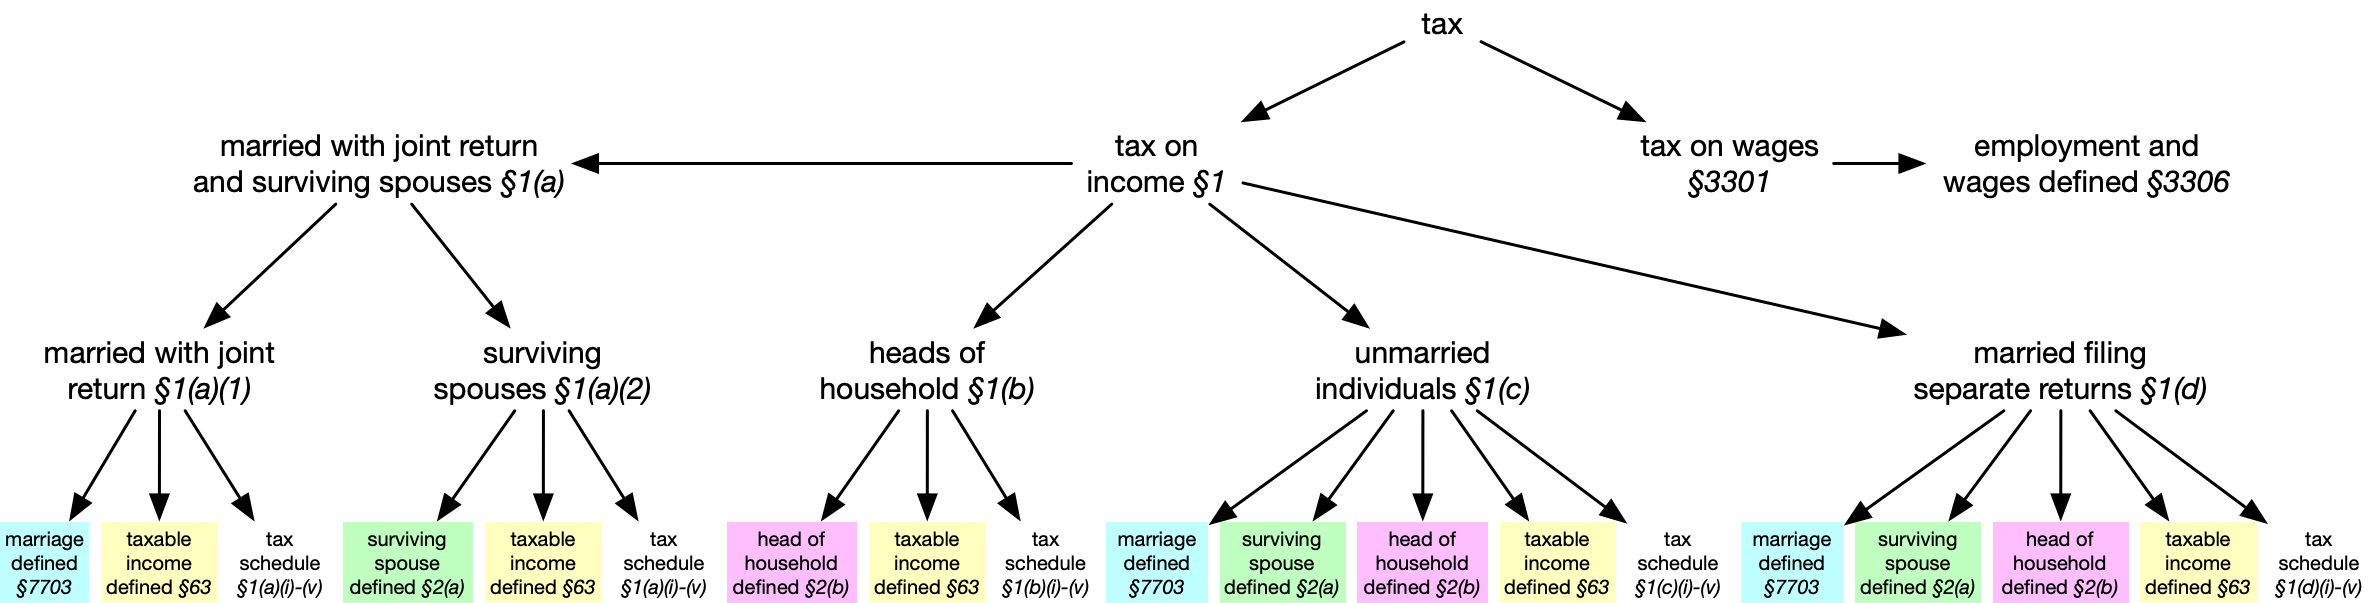 tax
married with joint return
and surviving spouses §1(a)
tax on
income §1
tax on wages
§3301
employment and
wages defined §3306
married with joint
return §1(a)(1)
surviving
spouses §1(a)(2)
heads of
household §1(b)
unmarried
individuals §1(c)
married filing
separate returns §1(d)
marriage
defined
§7703
taxable
income
defined §63
tax
schedule
§1(a)(i)-(v)
surviving
spouse
defined §2(a)
taxable
income
defined §63
tax
schedule
§1(a)(i)-(v)
head of
household
defined §2(b)
taxable
income
defined §63
tax
schedule
§1(b)(i)-(v)
marriage
defined
§7703
surviving
spouse
defined §2(a)
head of
household
defined §2(b)
taxable
income
defined §63
tax
schedule
§1(c)(i)-(v)
marriage
defined
§7703
surviving
spouse
defined §2(a)
head of
household
defined §2(b)
taxable
income
defined §63
tax
schedule
§1(d)(i)-(v)